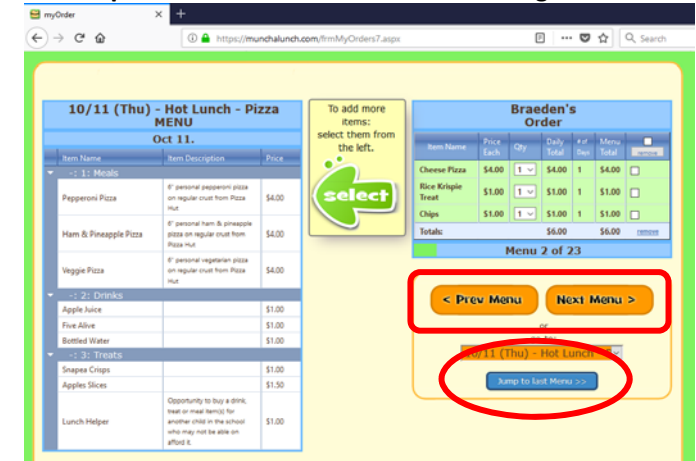 myOrder
https://munchalunch.com/frmMyOrders7.aspx
Search
10/11 (Thu) - Hot Lunch - Pizza
MENU
Oct 11.
Item Name Item Description Price
-: 1: Meals
Pepperoni Pizza
6" personal pepperoni pizza
on regular crust from Pizza
Hut
$4.00
Ham & Pineapple Pizza
6" personal ham & pineapple
pizza on regular crust from
Pizza Hut
$4.00
Veggie Pizza
6" personal vegetarian pizza
on regular crust from Pizza
Hut
$4.00
-: 2: Drinks
Apple Juice $1.00
Five Alive $1.00
Bottled Water $1.00
-: 3: Treats
Snapea Crisps $1.00
Apples Slices $1.50
Lunch Helper
Opportunity to buy a drink,
treat or meal item(s) for
another child in the school
who may not be able on
afford it.
$1.00
To add more
items:
select them from
the left.
select
Braeden's
Order
Item Name Price Each Qty Daily Total # of Days Menu Total remove
Cheese Pizza $4.00 1 $4.00 1 $4.00
Rice Krispie
Treat
$1.00 1 $1.00 1 $1.00
Chips $1.00 1 $1.00 1 $1.00
Totals: $6.00 $6.00 remove
Menu 2 of 23
< Prev Menu Next Menu >
or
10/11 (Thu) - Hot Lunch -
Jump to last Menu >>